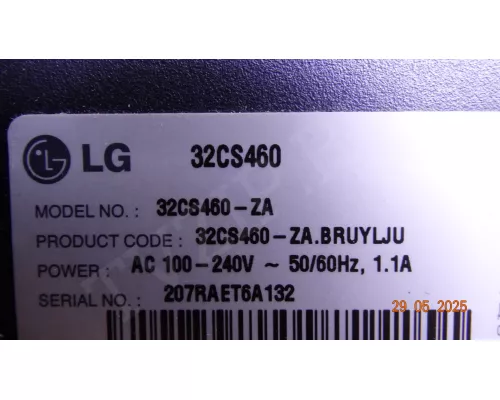 LG 32CS460
MODEL NO. : 32CS460-ZA
PRODUCT CODE : 32CS460-ZA.BRUYLJU
POWER : AC 100-240V ~ 50/60Hz, 1.1A
SERIAL NO. : 207RAET6A132
29 05 2025